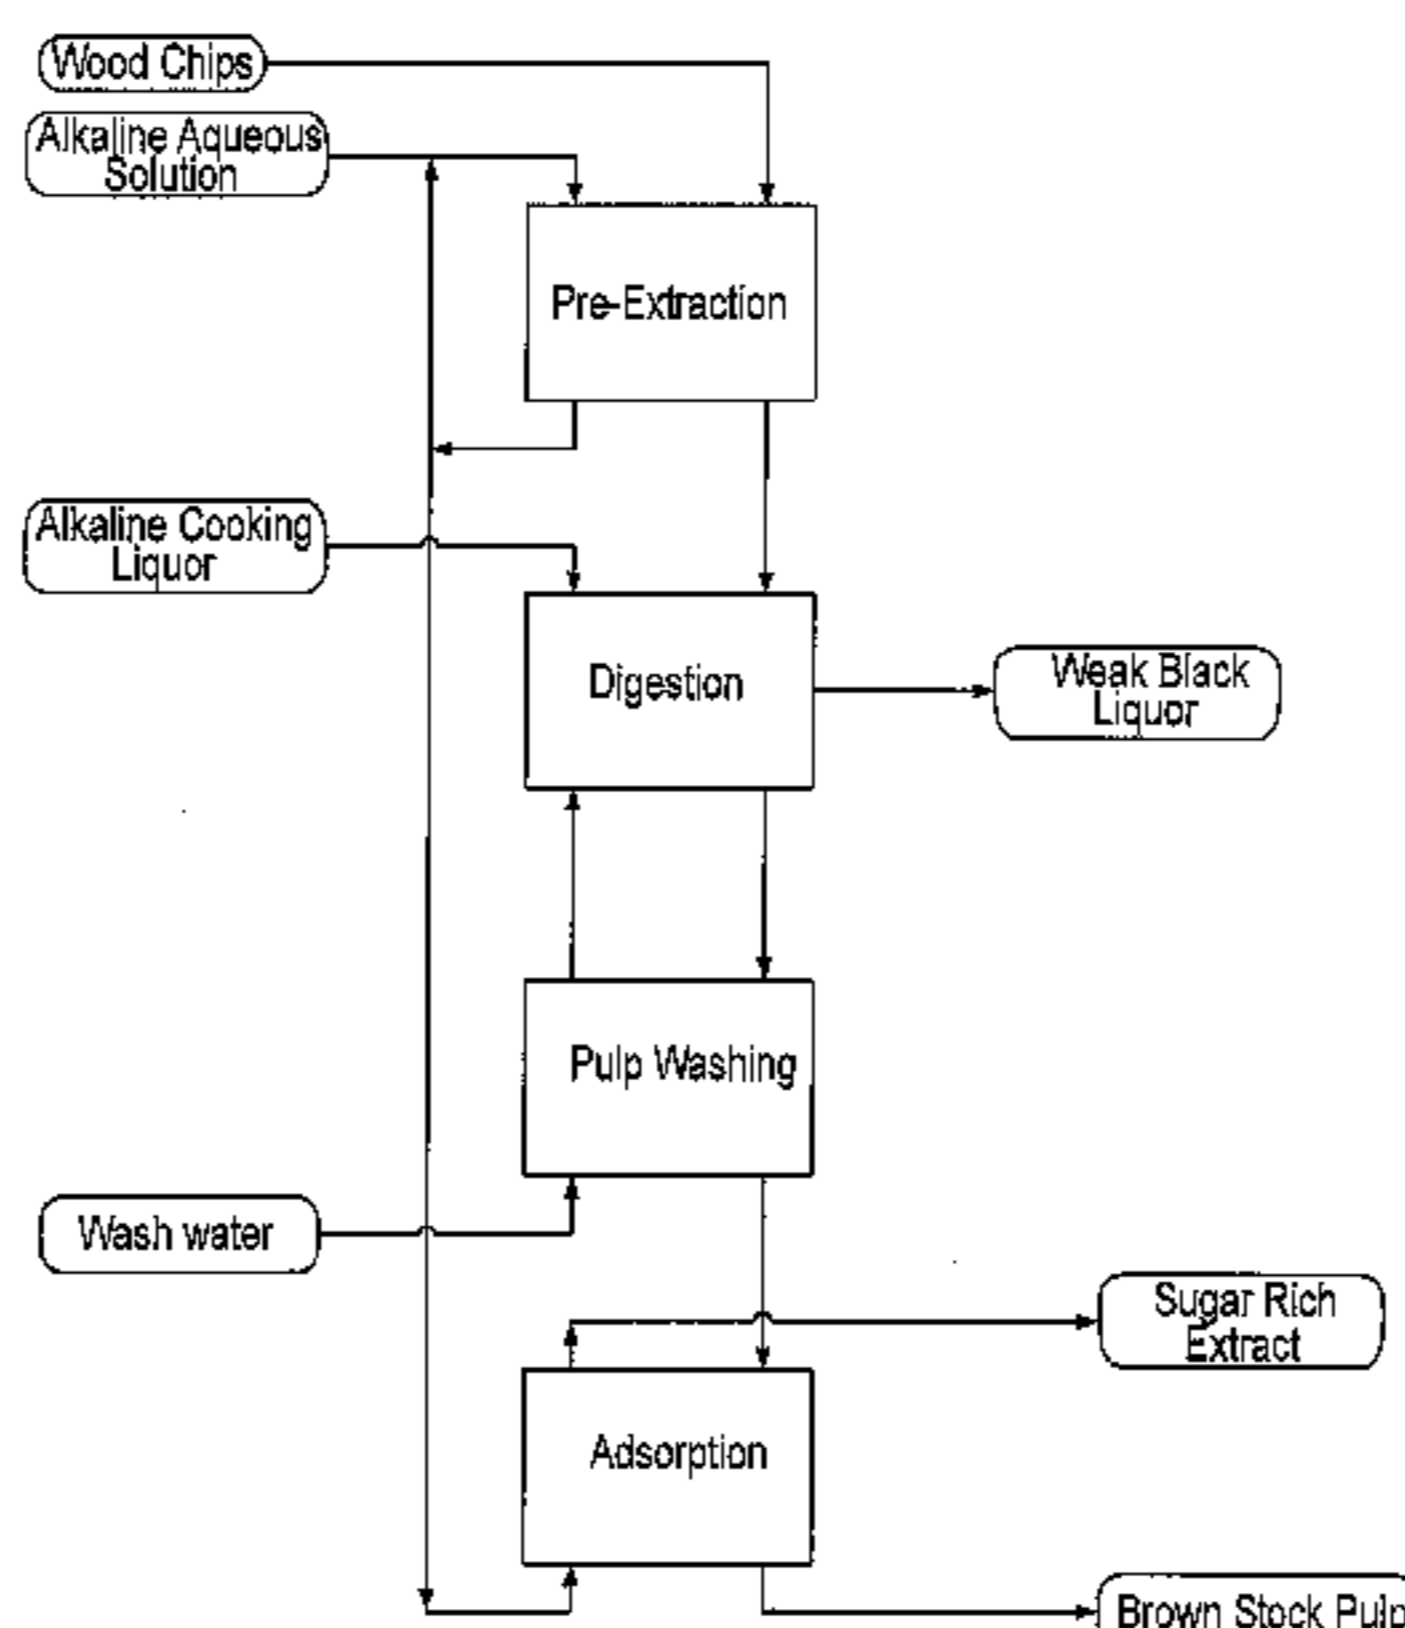 Wood Chips
Alkaline Aqueous
Solution
Pre-Extraction
Alkaline Cooking
Liquor
Digestion
Weak Black
Liquor
Pulp Washing
Wash water
Sugar Rich
Extract
Adsorption
Brown Stock Pulp